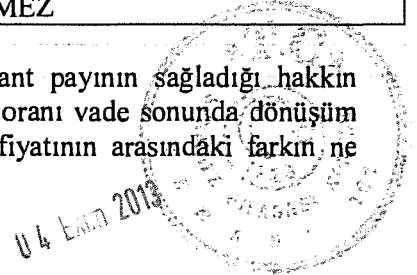 MEZ
ant payının sağladığı hakkın
oranı vade sonunda dönüşüm
fiyatının arasındaki farkın ne
04 Ekim 2013